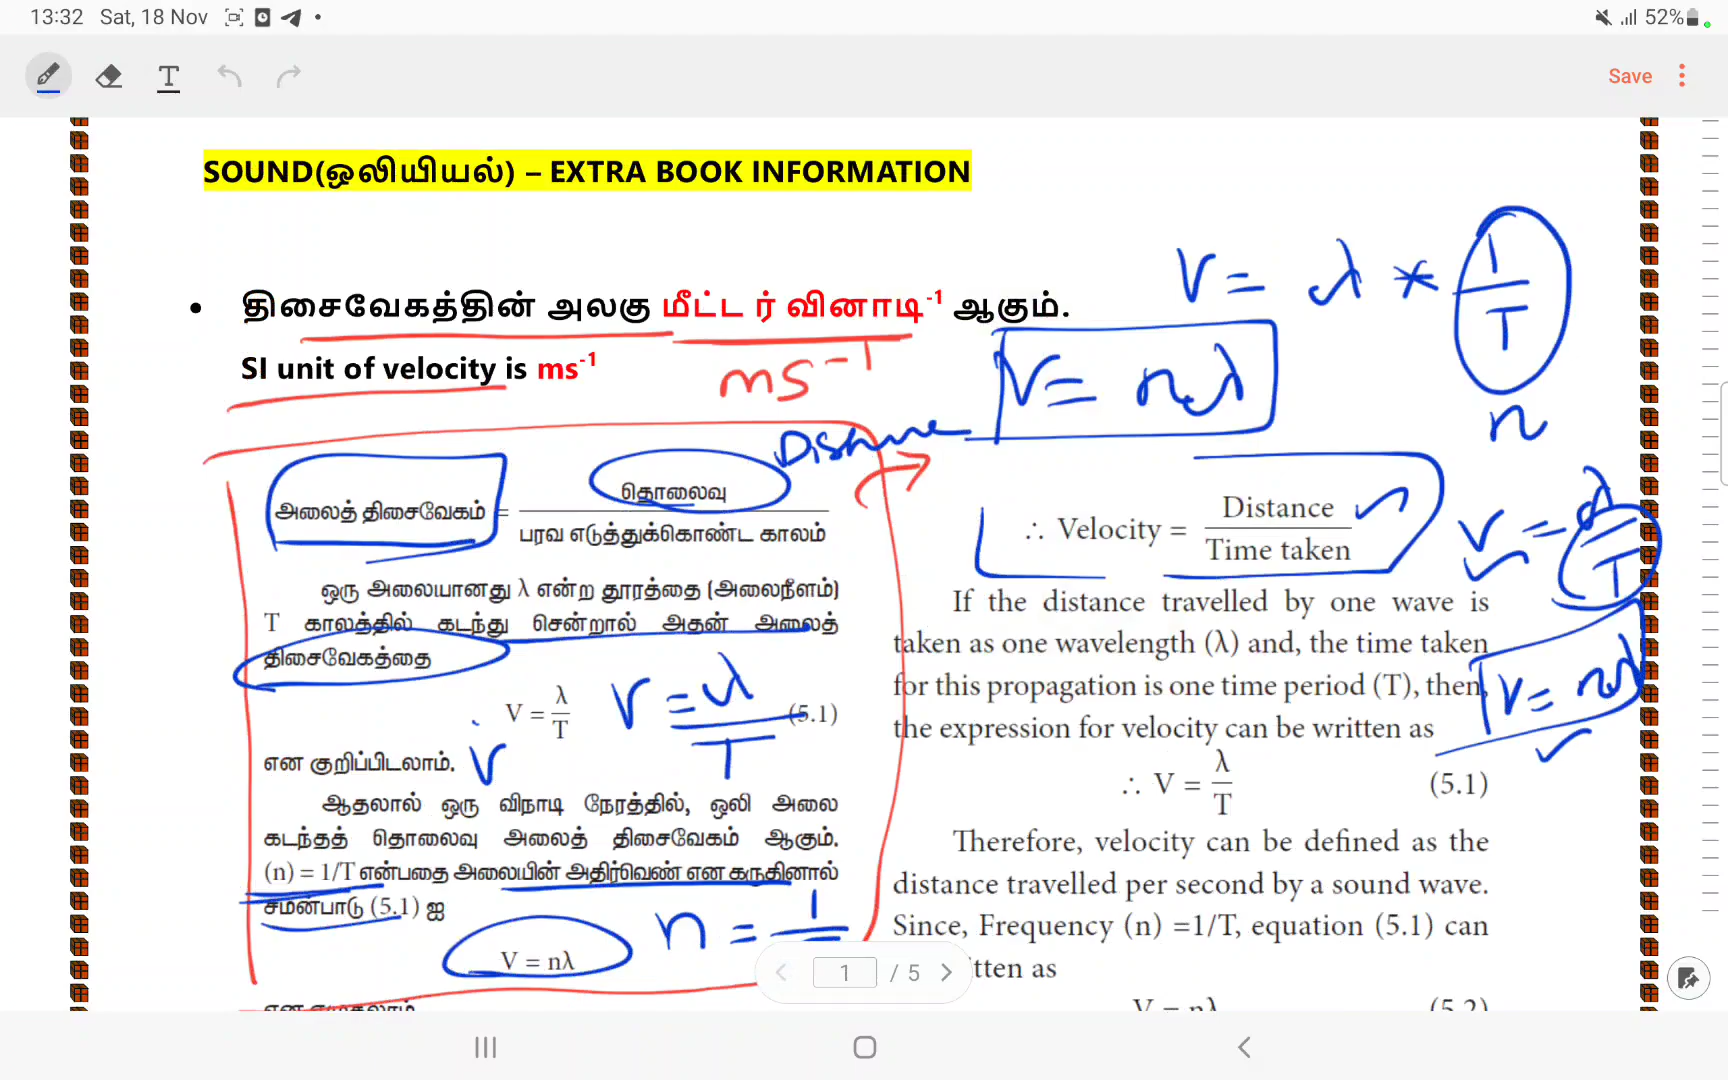 13:32 Sat, 18 Nov
52%
Save
SOUND(ஒலியியல்) – EXTRA BOOK INFORMATION
• திசைவேகத்தின் அலகு மீட்டர் வினாடி⁻¹ ஆகும்.
SI unit of velocity is ms⁻¹
ms⁻¹
V = λ * 1/T
n
V = nλ
அலைத் திசைவேகம் = தொலைவு
பரவ எடுத்துக்கொண்ட காலம்
ஒரு அலையானது λ என்ற தூரத்தை (அலைநீளம்)
T காலத்தில் கடந்து சென்றால் அதன் அலைத்
திசைவேகத்தை
V = λ/T (5.1)
V = λ/T
என குறிப்பிடலாம்.
V
ஆதலால் ஒரு விநாடி நேரத்தில், ஒலி அலை
கடந்தத் தொலைவு அலைத் திசைவேகம் ஆகும்.
(n) = 1/T என்பதை அலையின் அதிர்வெண் என கருதினால்
சமன்பாடு (5.1) ஐ
n = 1
V = nλ
∴ Velocity = Distance
Time taken
V = λ/T
V = nλ
If the distance travelled by one wave is
taken as one wavelength (λ) and, the time taken
for this propagation is one time period (T), then,
the expression for velocity can be written as
∴ V = λ/T (5.1)
Therefore, velocity can be defined as the
distance travelled per second by a sound wave.
Since, Frequency (n) =1/T, equation (5.1) can
tten as
V = nλ (5.2)
1 / 5